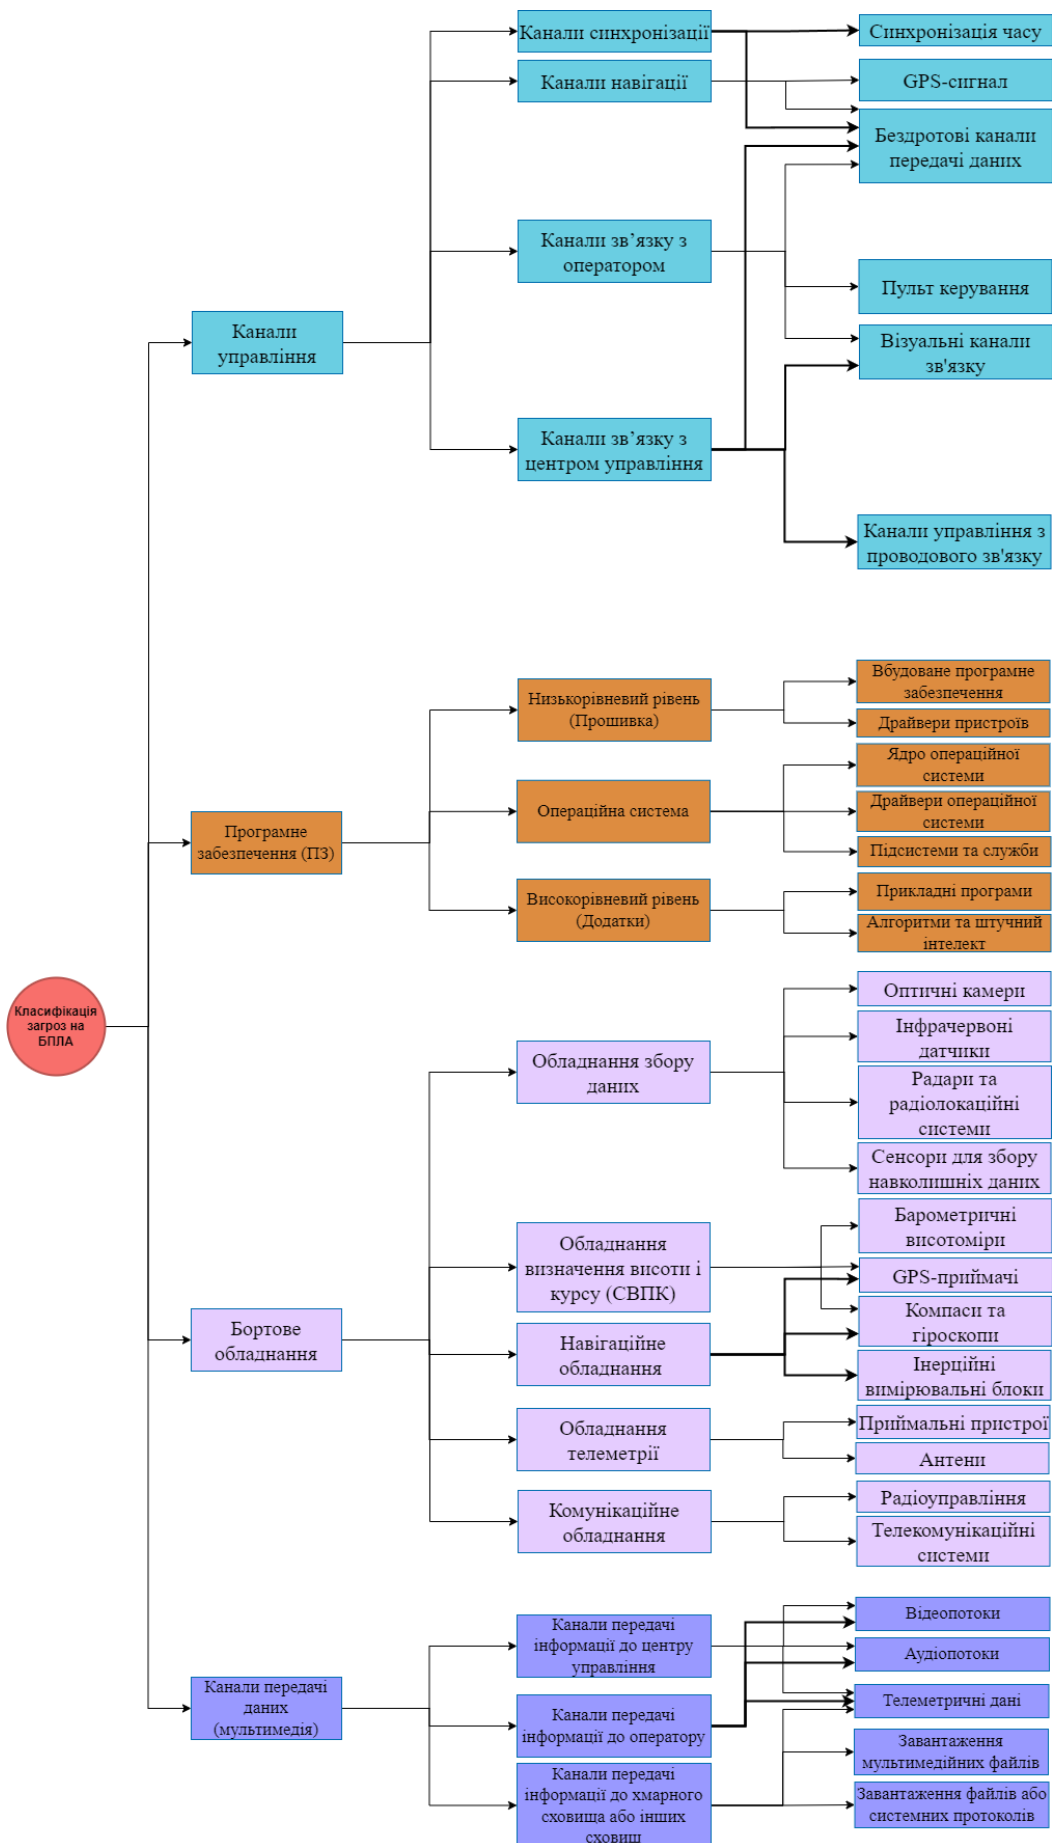 Канали синхронізації
Синхронізація часу
Канали навігації
GPS-сигнал
Бездротові канали
передачі даних
Канали зв’язку з
оператором
Пульт керування
Канали
управління
Візуальні канали
зв'язку
Канали зв’язку з
центром управління
Канали управління з
проводового зв'язку
Низькорівневий рівень
(Прошивка)
Вбудоване програмне
забезпечення
Драйвери пристроїв
Ядро операційної
системи
Операційна система
Драйвери операційної
системи
Програмне
забезпечення (ПЗ)
Підсистеми та служби
Високорівневий рівень
(Додатки)
Прикладні програми
Алгоритми та штучний
інтелект
Класифікація
загроз на
БПЛА
Оптичні камери
Обладнання збору
даних
Інфрачервоні
датчики
Радари та
радіолокаційні
системи
Сенсори для збору
навколишніх даних
Обладнання
визначення висоти і
курсу (СВПК)
Барометричні
висотоміри
GPS-приймачі
Бортове
обладнання
Навігаційне
обладнання
Компаси та
гіроскопи
Інерційні
вимірювальні блоки
Обладнання
телеметрії
Приймальні пристрої
Антени
Комунікаційне
обладнання
Радіоуправління
Телекомунікаційні
системи
Канали передачі
інформації до центру
управління
Відеопотоки
Аудіопотоки
Канали передачі
даних
(мультимедія)
Канали передачі
інформації до оператору
Телеметричні дані
Завантаження
мультимедійних файлів
Канали передачі
інформації до хмарного
сховища або інших
сховищ
Завантаження файлів або
системних протоколів